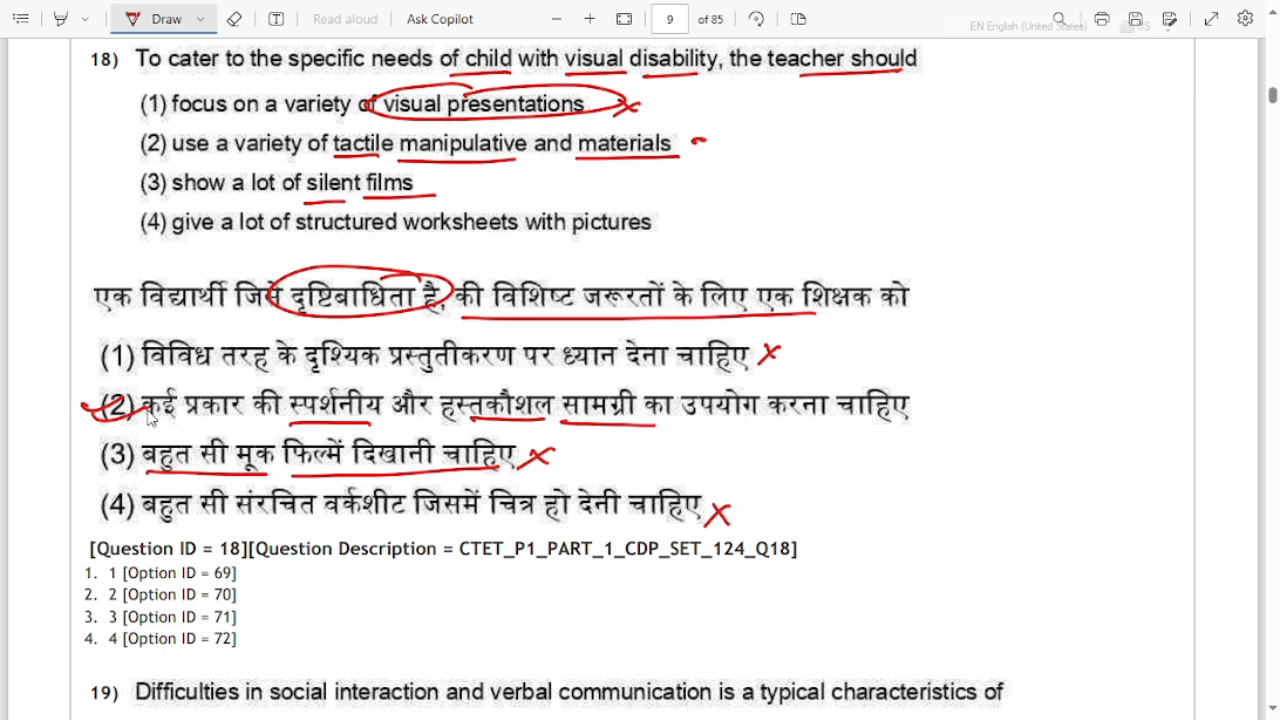 Draw
Read aloud
Ask Copilot
9 of 85
EN English (United States)
US
18) To cater to the specific needs of child with visual disability, the teacher should
(1) focus on a variety of visual presentations
(2) use a variety of tactile manipulative and materials
(3) show a lot of silent films
(4) give a lot of structured worksheets with pictures
एक विद्यार्थी जिसे दृष्टिबाधिता है, की विशिष्ट जरूरतों के लिए एक शिक्षक को
(1) विविध तरह के दृश्यिक प्रस्तुतीकरण पर ध्यान देना चाहिए
(2) कई प्रकार की स्पर्शनीय और हस्तकौशल सामग्री का उपयोग करना चाहिए
(3) बहुत सी मूक फिल्में दिखानी चाहिए
(4) बहुत सी संरचित वर्कशीट जिसमें चित्र हो देनी चाहिए
[Question ID = 18][Question Description = CTET_P1_PART_1_CDP_SET_124_Q18]
1. 1 [Option ID = 69]
2. 2 [Option ID = 70]
3. 3 [Option ID = 71]
4. 4 [Option ID = 72]
19) Difficulties in social interaction and verbal communication is a typical characteristics of